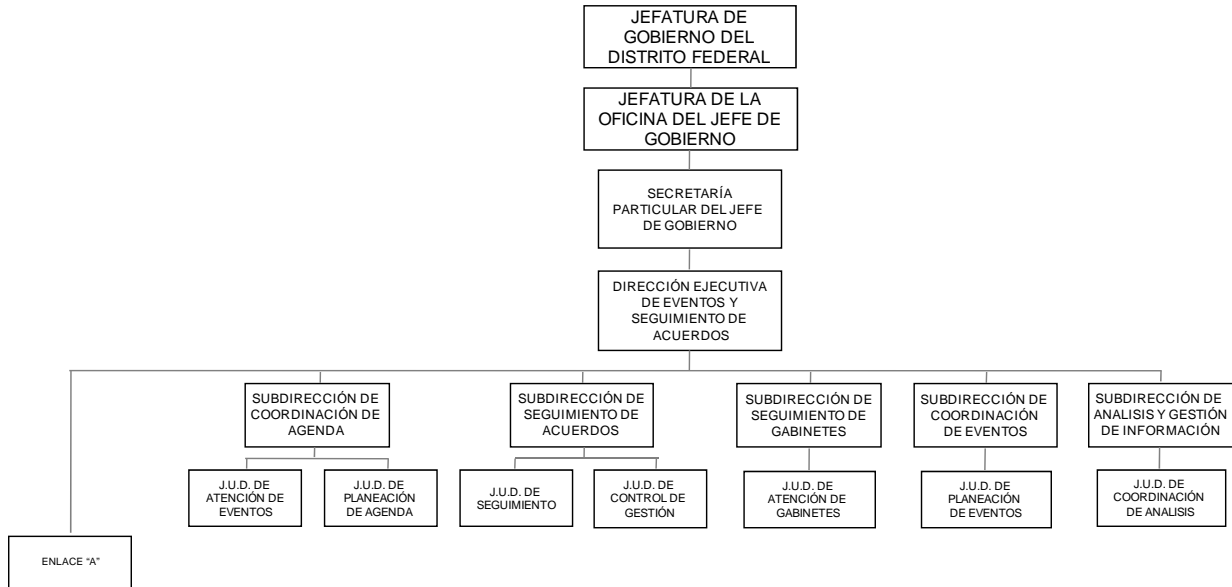 JEFATURA DE
GOBIERNO DEL
DISTRITO FEDERAL
JEFATURA DE LA
OFICINA DEL JEFE DE
GOBIERNO
SECRETARÍA
PARTICULAR DEL JEFE
DE GOBIERNO
DIRECCIÓN EJECUTIVA
DE EVENTOS Y
SEGUIMIENTO DE
ACUERDOS
SUBDIRECCIÓN DE
COORDINACIÓN DE
AGENDA
SUBDIRECCIÓN DE
SEGUIMIENTO DE
ACUERDOS
SUBDIRECCIÓN DE
SEGUIMIENTO DE
GABINETES
SUBDIRECCIÓN DE
COORDINACIÓN
DE EVENTOS
SUBDIRECCIÓN DE
ANALISIS Y GESTIÓN
DE INFORMACIÓN
J.U.D. DE
ATENCIÓN DE
EVENTOS
J.U.D. DE
PLANEACIÓN
DE AGENDA
J.U.D. DE
SEGUIMIENTO
J.U.D. DE
CONTROL DE
GESTIÓN
J.U.D. DE
ATENCIÓN DE
GABINETES
J.U.D. DE
PLANEACIÓN
DE EVENTOS
J.U.D. DE
COORDINACIÓN
DE ANALISIS
ENLACE “A”